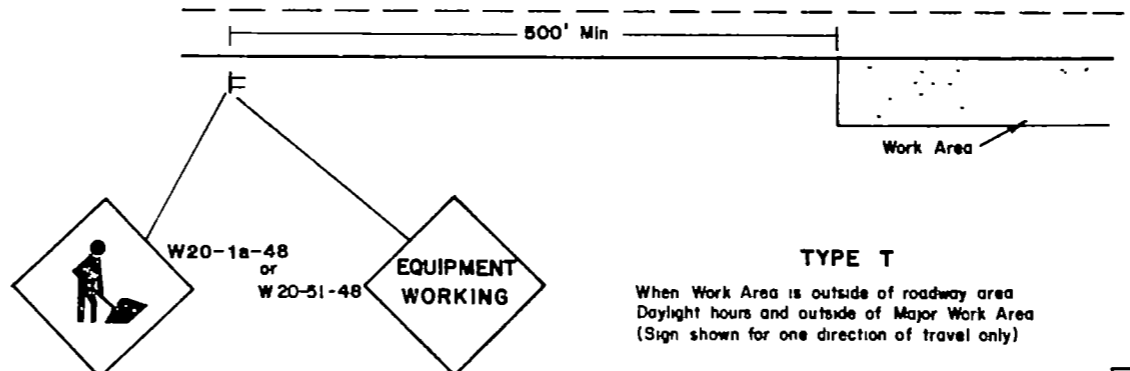 500' Min
Work Area
W20-1a-48
or
W20-51-48
EQUIPMENT
WORKING
TYPE T
When Work Area is outside of roadway area
Daylight hours and outside of Major Work Area
(Sign shown for one direction of travel only)